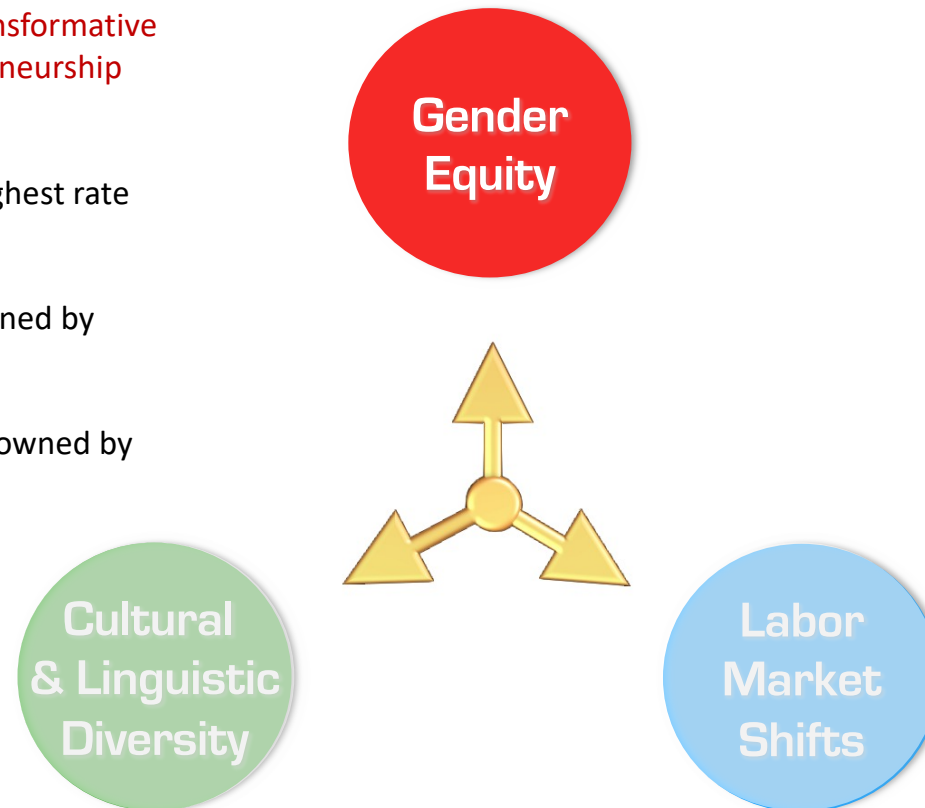 nsformative
neurship
ghest rate
ned by
owned by
Gender
Equity
Cultural
& Linguistic
Diversity
Labor
Market
Shifts